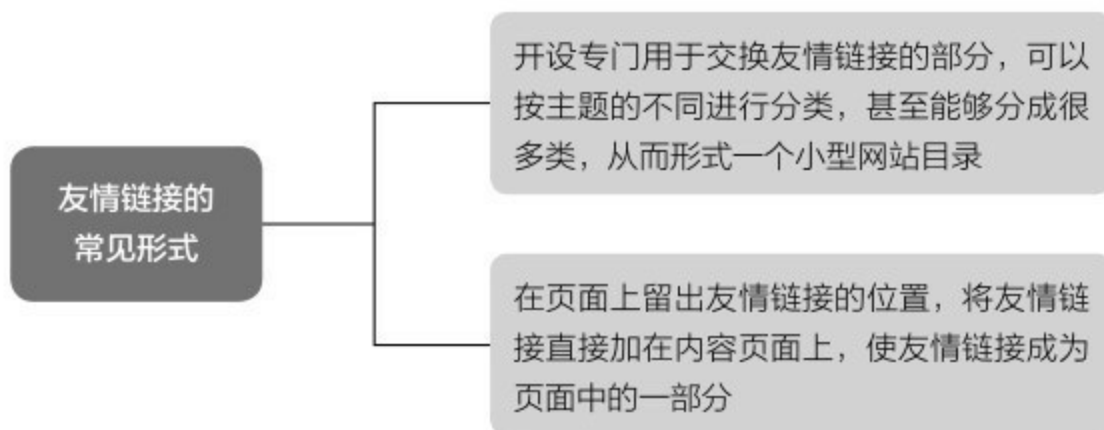 友情链接的
常见形式
开设专门用于交换友情链接的部分，可以
按主题的不同进行分类，甚至能够分成很
多类，从而形式一个小型网站目录
在页面上留出友情链接的位置，将友情链
接直接加在内容页面上，使友情链接成为
页面中的一部分